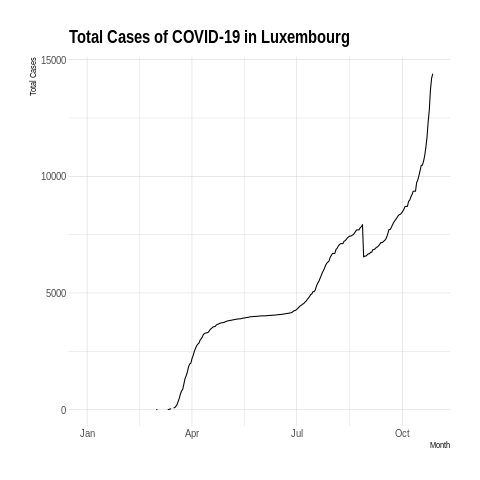 Total Cases of COVID-19 in Luxembourg
Total Cases
15000
10000
5000
0
Jan Apr Jul Oct
Month